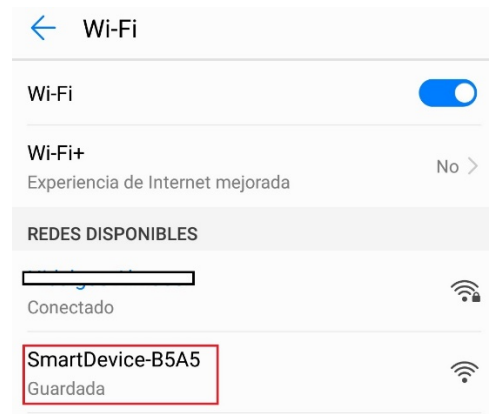 Wi-Fi
Wi-Fi
Wi-Fi+
No
Experiencia de Internet mejorada
REDES DISPONIBLES
Conectado
SmartDevice-B5A5
Guardada